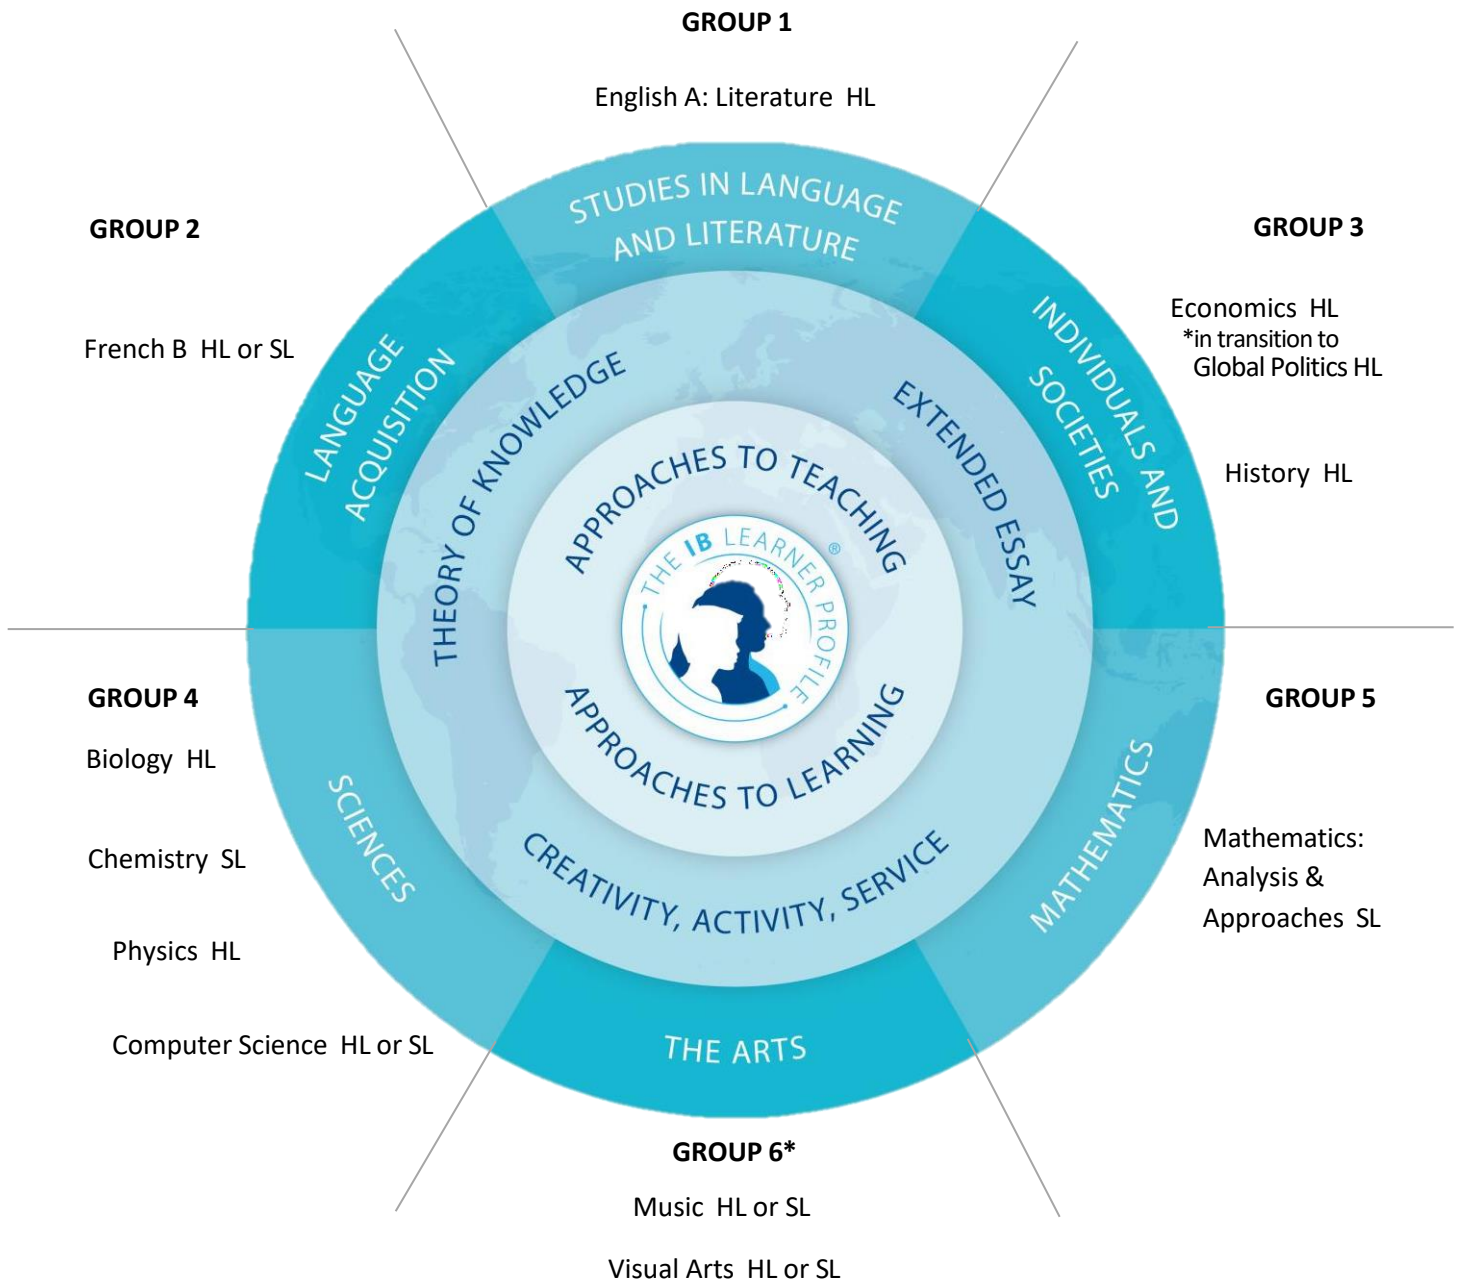 GROUP 1
English A: Literature HL
STUDIES IN LANGUAGE
AND LITERATURE
GROUP 2
French B HL or SL
LANGUAGE
ACQUISITION
GROUP 3
Economics HL
*in transition to
Global Politics HL
History HL
INDIVIDUALS AND
SOCIETIES
THEORY OF KNOWLEDGE
EXTENDED ESSAY
APPROACHES TO TEACHING
THE IB LEARNER PROFILE ®
APPROACHES TO LEARNING
CREATIVITY, ACTIVITY, SERVICE
GROUP 4
Biology HL
Chemistry SL
Physics HL
Computer Science HL or SL
SCIENCES
GROUP 5
Mathematics:
Analysis &
Approaches SL
MATHEMATICS
THE ARTS
GROUP 6*
Music HL or SL
Visual Arts HL or SL